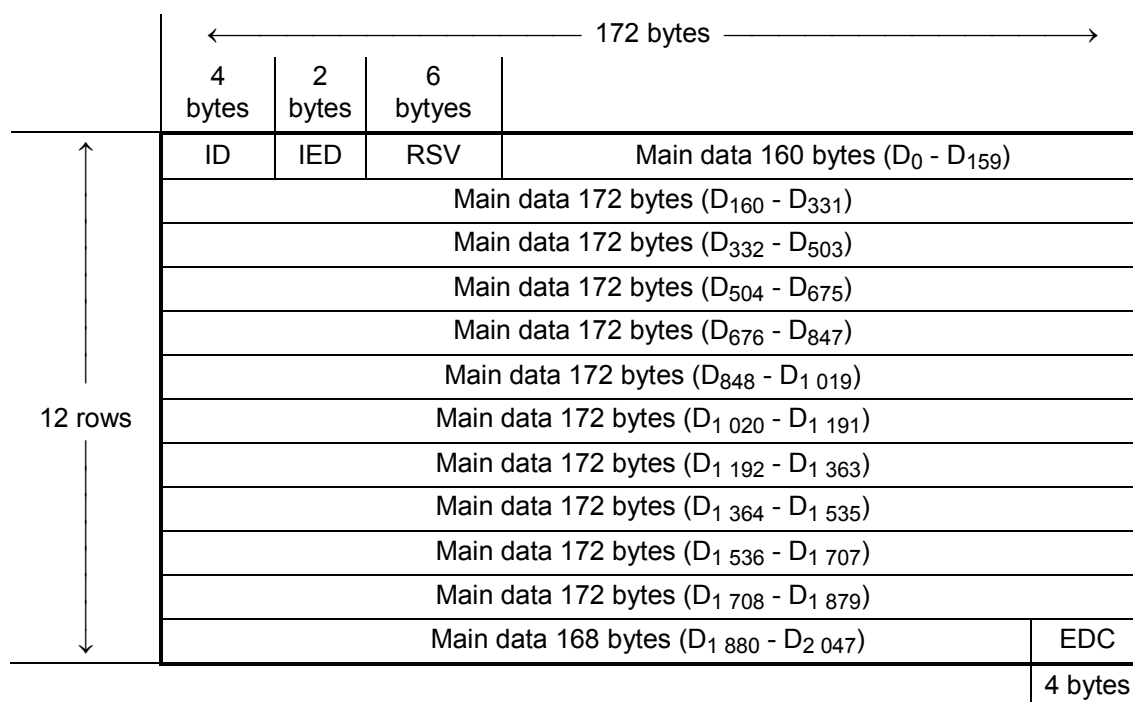 172 bytes
4 bytes 2 bytes 6 bytyes
ID IED RSV Main data 160 bytes (D0 - D159)
Main data 172 bytes (D160 - D331)
Main data 172 bytes (D332 - D503)
Main data 172 bytes (D504 - D675)
Main data 172 bytes (D676 - D847)
Main data 172 bytes (D848 - D1 019)
12 rows Main data 172 bytes (D1 020 - D1 191)
Main data 172 bytes (D1 192 - D1 363)
Main data 172 bytes (D1 364 - D1 535)
Main data 172 bytes (D1 536 - D1 707)
Main data 172 bytes (D1 708 - D1 879)
Main data 168 bytes (D1 880 - D2 047) EDC
4 bytes